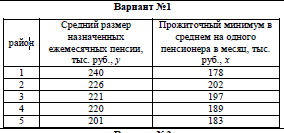 Вариант №1
район Средний размер назначенных ежемесячных пенсии, тыс. руб., y Прожиточный минимум в среднем на одного пенсионера в месяц, тыс. руб., x
1 240 178
2 226 202
3 221 197
4 220 189
5 201 183